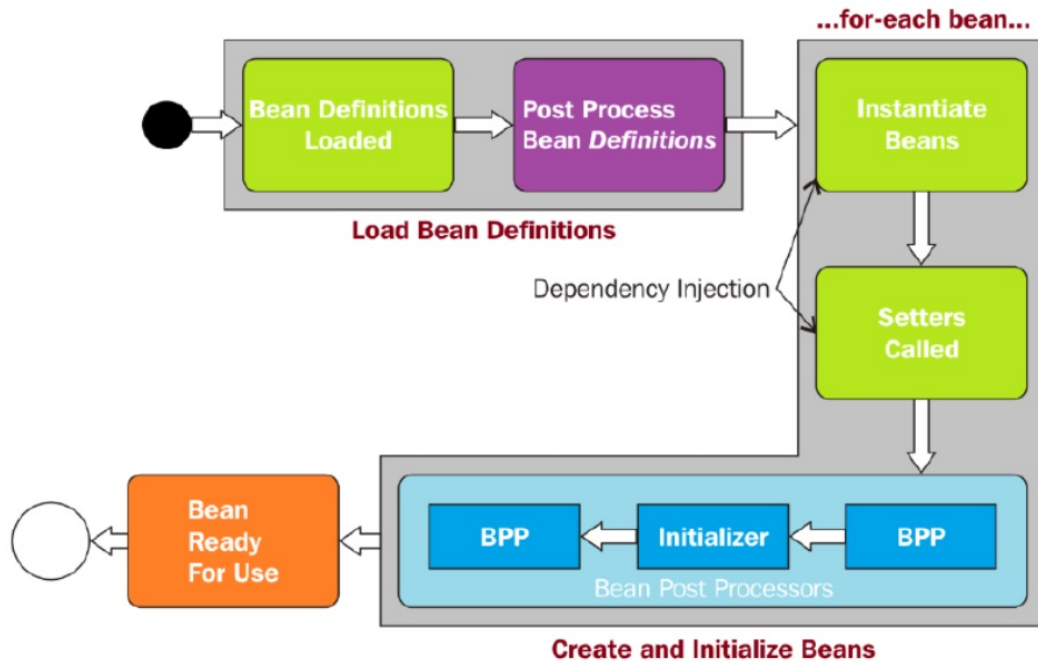 ...for-each bean...
Bean Definitions
Loaded
Post Process
Bean Definitions
Instantiate
Beans
Load Bean Definitions
Dependency Injection
Setters
Called
Bean
Ready
For Use
BPP
Initializer
BPP
Bean Post Processors
Create and Initialize Beans